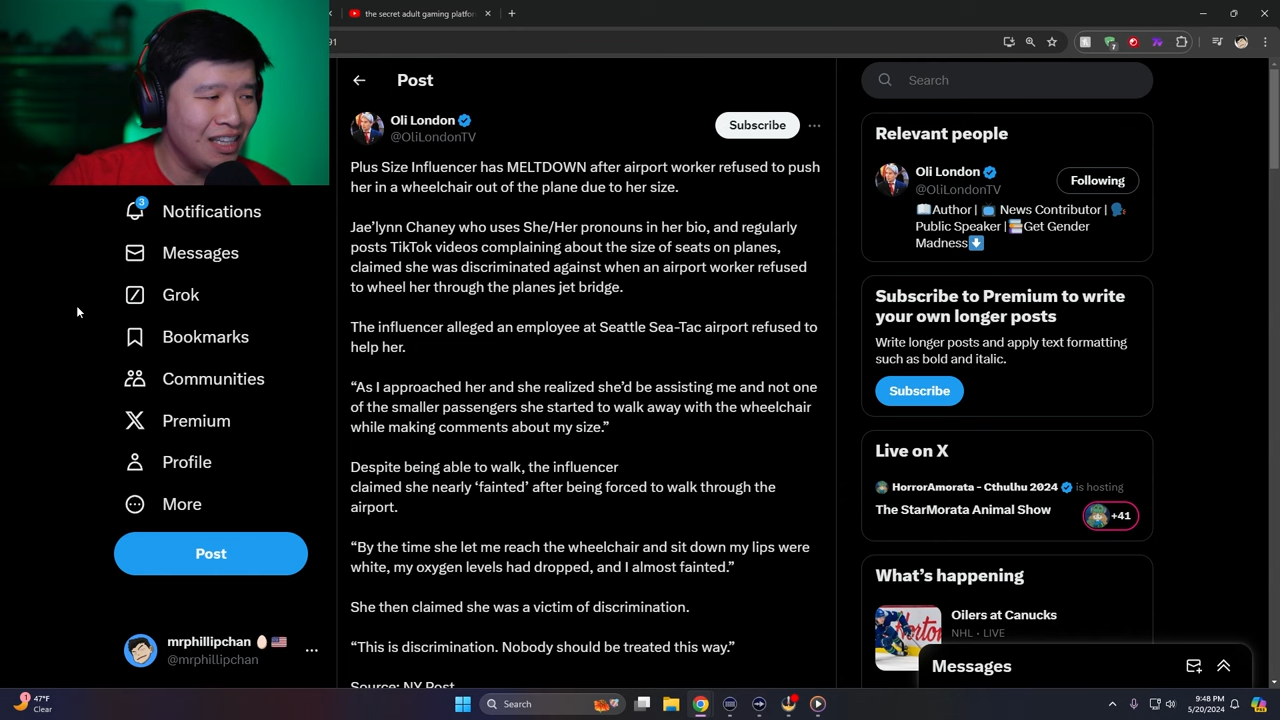 the secret adult gaming platfor
91
Post
Search
Oli London
@OliLondonTV
Subscribe
Plus Size Influencer has MELTDOWN after airport worker refused to push
her in a wheelchair out of the plane due to her size.
Jae’lynn Chaney who uses She/Her pronouns in her bio, and regularly
posts TikTok videos complaining about the size of seats on planes,
claimed she was discriminated against when an airport worker refused
to wheel her through the planes jet bridge.
The influencer alleged an employee at Seattle Sea-Tac airport refused to
help her.
“As I approached her and she realized she’d be assisting me and not one
of the smaller passengers she started to walk away with the wheelchair
while making comments about my size.”
Despite being able to walk, the influencer
claimed she nearly ‘fainted’ after being forced to walk through the
airport.
“By the time she let me reach the wheelchair and sit down my lips were
white, my oxygen levels had dropped, and I almost fainted.”
She then claimed she was a victim of discrimination.
“This is discrimination. Nobody should be treated this way.”
Source: NY Post
3
Notifications
Messages
Grok
Bookmarks
Communities
Premium
Profile
More
Post
mrphillipchan
@mrphillipchan
Relevant people
Oli London
@OliLondonTV
Following
Author | News Contributor |
Public Speaker | Get Gender
Madness
Subscribe to Premium to write
your own longer posts
Write longer posts and apply text formatting
such as bold and italic.
Subscribe
Live on X
HorrorAmorata - Cthulhu 2024 is hosting
The StarMorata Animal Show
+41
What’s happening
Oilers at Canucks
NHL · LIVE
Messages
1
47°F
Clear
Search
9:48 PM
5/20/2024